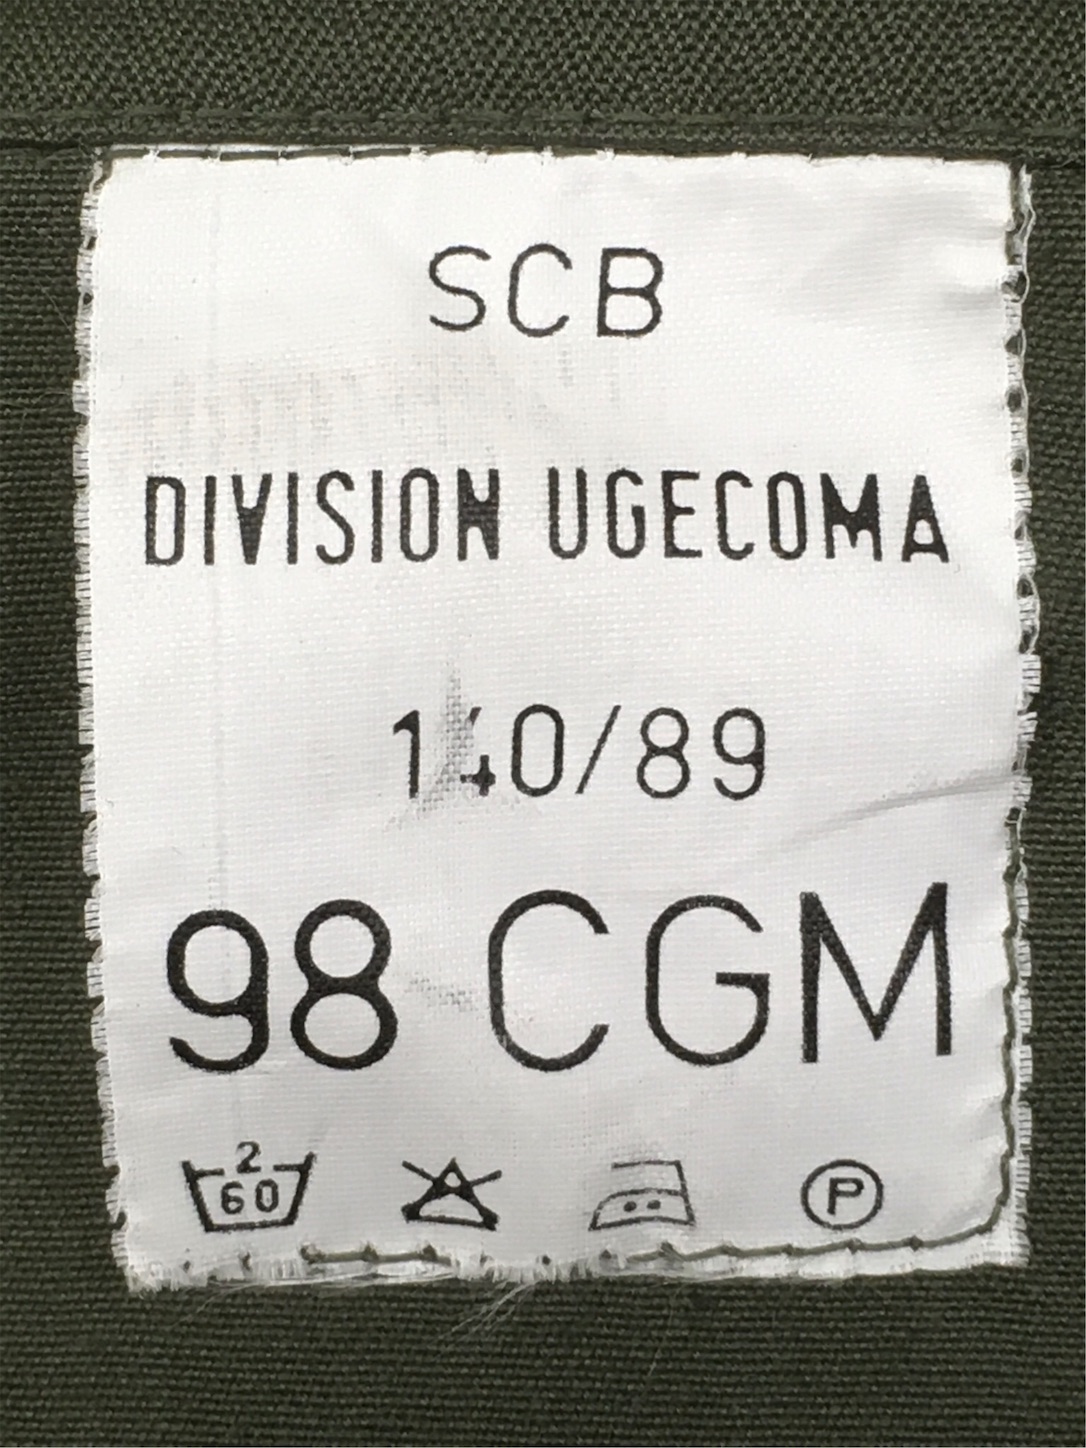 SCB
DIVISION UGECOMA
140/89
98 CGM
2
60 A P